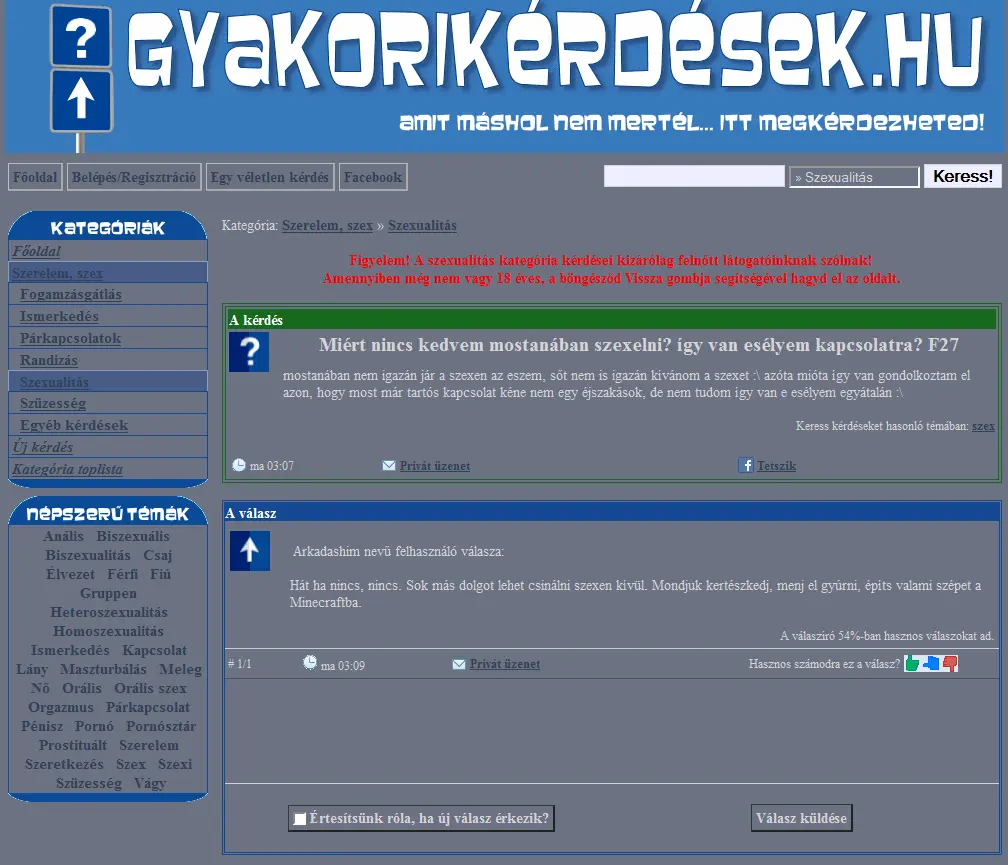 GYAKORIKÉRDÉSEK.HU
AMIT MÁSHOL NEM MERTÉL... ITT MEGKÉRDEZHETED!
Főoldal Belépés/Regisztráció Egy véletlen kérdés Facebook » Szexualitás Keress!
KATEGÓRIÁK
Főoldal
Szerelem, szex
Fogamzásgátlás
Ismerkedés
Párkapcsolatok
Randizás
Szexualitás
Szüzesség
Egyéb kérdések
Új kérdés
Kategória toplista
NÉPSZERŰ TÉMÁK
Anális Biszexuális
Biszexualitás Csaj
Élvezet Férfi Fiú
Gruppen
Heteroszexualitás
Homoszexualitás
Ismerkedés Kapcsolat
Lány Maszturbálás Meleg
Nő Orális Orális szex
Orgazmus Párkapcsolat
Pénisz Pornó Pornósztár
Prostituált Szerelem
Szeretkezés Szex Szexi
Szüzesség Vágy
Kategória: Szerelem, szex » Szexualitás
Figyelem! A szexualitás kategória kérdései kizárólag felnőtt látogatóinknak szólnak!
Amennyiben még nem vagy 18 éves, a böngésződ Vissza gombja segítségével hagyd el az oldalt.
A kérdés
Miért nincs kedvem mostanában szexelni? így van esélyem kapcsolatra? F27
mostanában nem igazán jár a szexen az eszem, sőt nem is igazán kívánom a szexet :\ azóta mióta így van gondolkoztam el
azon, hogy most már tartós kapcsolat kéne nem egy éjszakások, de nem tudom így van e esélyem egyátalán :\
Keress kérdéseket hasonló témában: szex
ma 03:07 Privát üzenet Tetszik
A válasz
Arkadashim nevü felhasználó válasza:
Hát ha nincs, nincs. Sok más dolgot lehet csinálni szexen kivül. Mondjuk kertészkedj, menj el gyúrni, épits valami szépet a
Minecraftba.
A válaszíró 54%-ban hasznos válaszokat ad.
# 1/1 ma 03:09 Privát üzenet Hasznos számodra ez a válasz?
Értesítsünk róla, ha új válasz érkezik? Válasz küldése